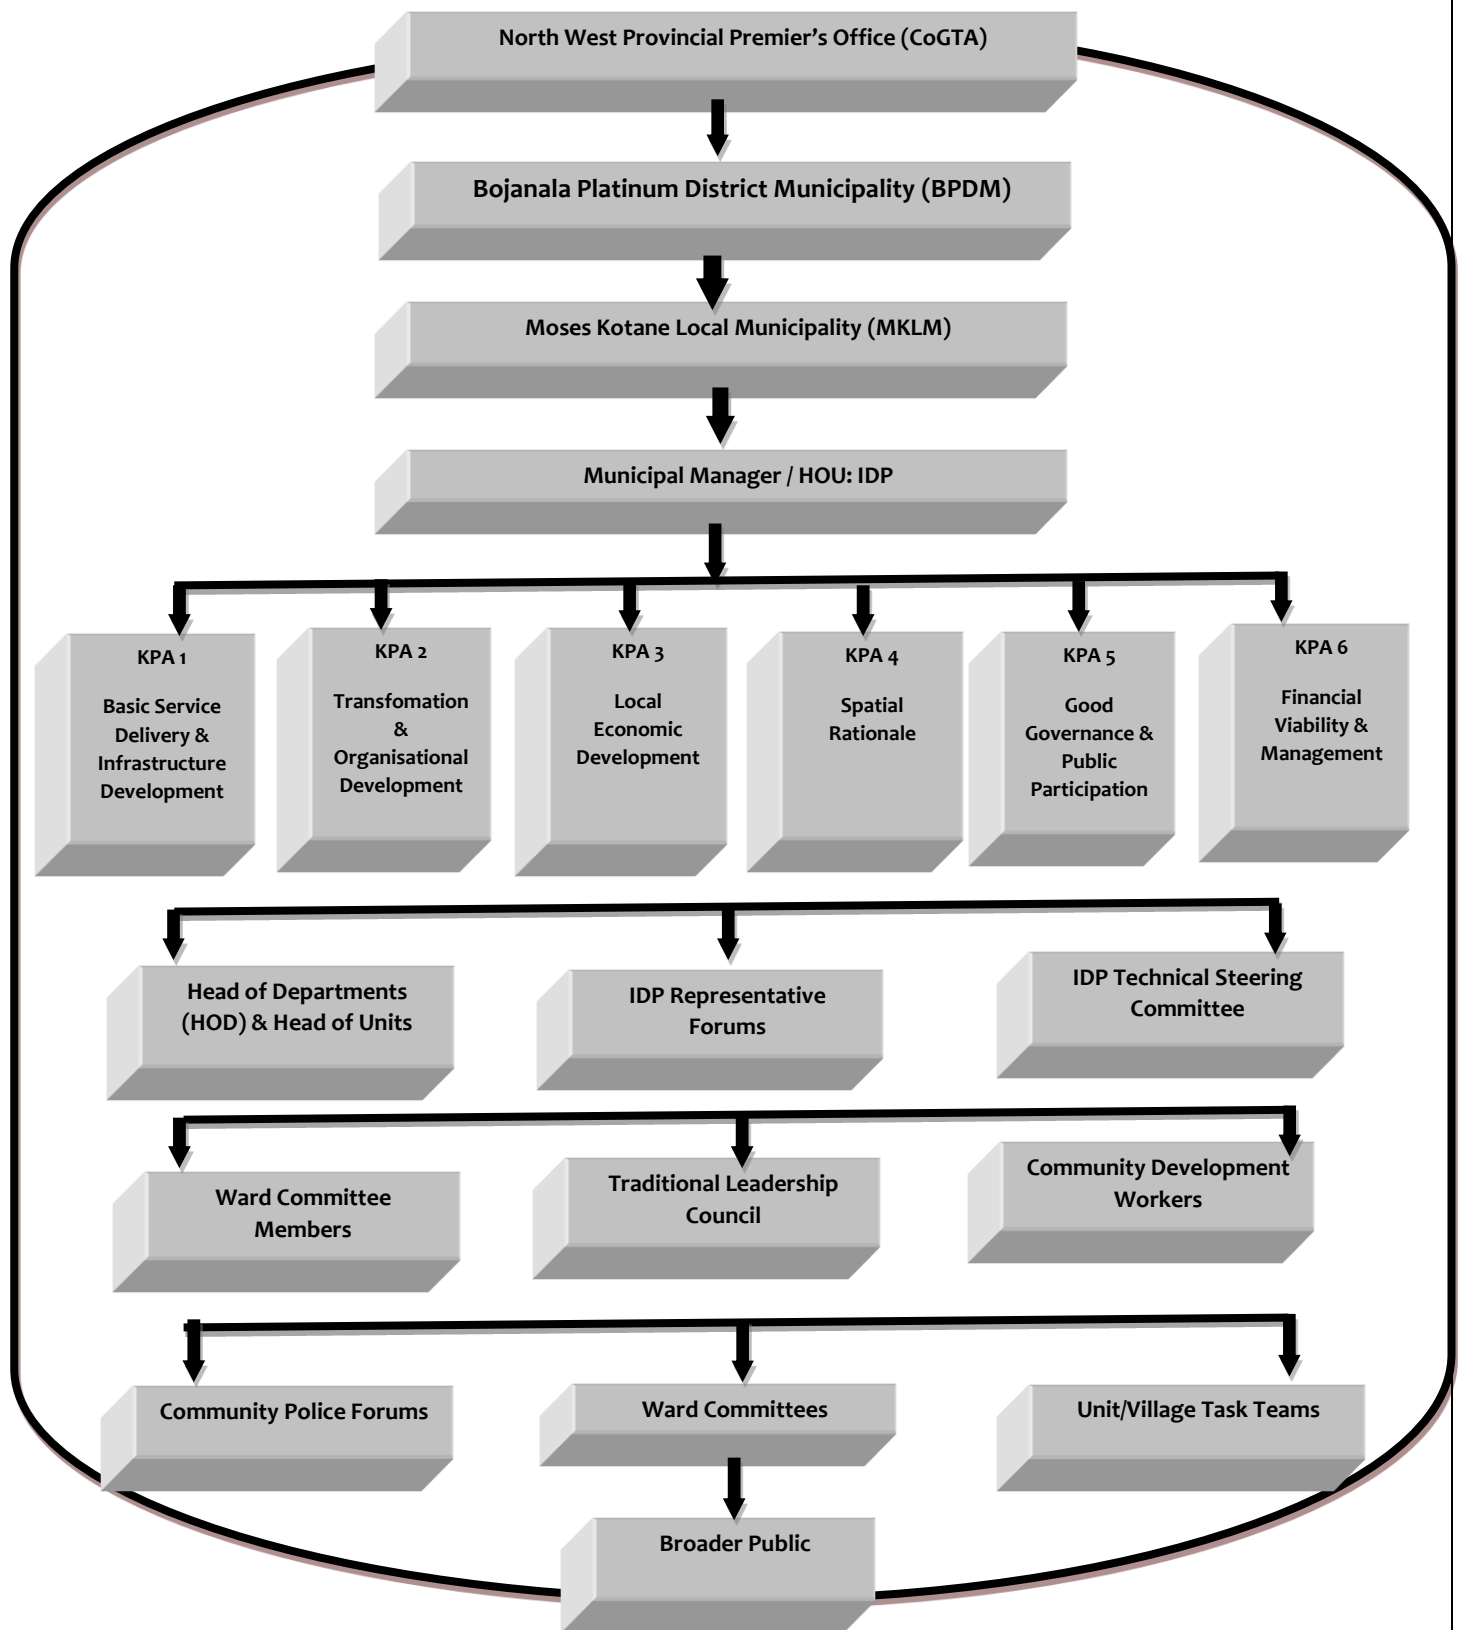 North West Provincial Premier’s Office (CoGTA)
Bojanala Platinum District Municipality (BPDM)
Moses Kotane Local Municipality (MKLM)
Municipal Manager / HOU: IDP
KPA 1
Basic Service
Delivery &
Infrastructure
Development
KPA 2
Transfomation
&
Organisational
Development
KPA 3
Local
Economic
Development
KPA 4
Spatial
Rationale
KPA 5
Good
Governance &
Public
Participation
KPA 6
Financial
Viability &
Management
Head of Departments
(HOD) & Head of Units
IDP Representative
Forums
IDP Technical Steering
Committee
Ward Committee
Members
Traditional Leadership
Council
Community Development
Workers
Community Police Forums
Ward Committees
Unit/Village Task Teams
Broader Public